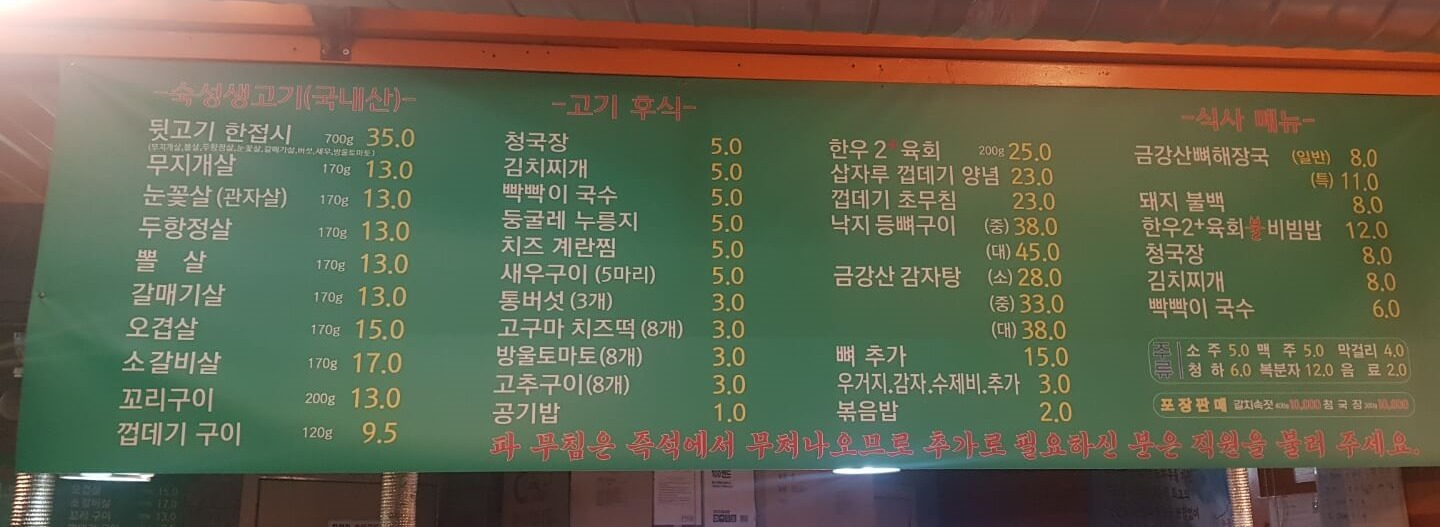 -숙성생고기(국내산)-
뒷고기 한접시 700g 35.0
(무지개살,뽈살,두항정살,눈꽃살,갈매기살,버섯,새우,방울토마토)
무지개살 170g 13.0
눈꽃살 (관자살) 170g 13.0
두항정살 170g 13.0
뽈 살 170g 13.0
갈매기살 170g 13.0
오겹살 170g 15.0
소갈비살 170g 17.0
꼬리구이 200g 13.0
껍데기 구이 120g 9.5
-고기 후식-
청국장 5.0
김치찌개 5.0
빡빡이 국수 5.0
둥굴레 누룽지 5.0
치즈 계란찜 5.0
새우구이 (5마리) 5.0
통버섯 (3개) 3.0
고구마 치즈떡 (8개) 3.0
방울토마토(8개) 3.0
고추구이(8개) 3.0
공기밥 1.0
한우 2+ 육회 200g 25.0
삽자루 껍데기 양념 23.0
껍데기 초무침 23.0
낙지 등뼈구이 (중) 38.0
(대) 45.0
금강산 감자탕 (소) 28.0
(중) 33.0
(대) 38.0
뼈 추가 15.0
우거지.감자.수제비.추가 3.0
볶음밥 2.0
-식사 메뉴-
금강산뼈해장국 (일반) 8.0
(특) 11.0
돼지 불백 8.0
한우2+육회불비빔밥 12.0
청국장 8.0
김치찌개 8.0
빡빡이 국수 6.0
주류
소 주 5.0 맥 주 5.0 막걸리 4.0
청 하 6.0 복분자 12.0 음 료 2.0
포장판매 갈치속젓 400g 10,000 청 국 장 300g 10,000
파 무침은 즉석에서 무쳐나오므로 추가로 필요하신 분은 직원을 불러 주세요.